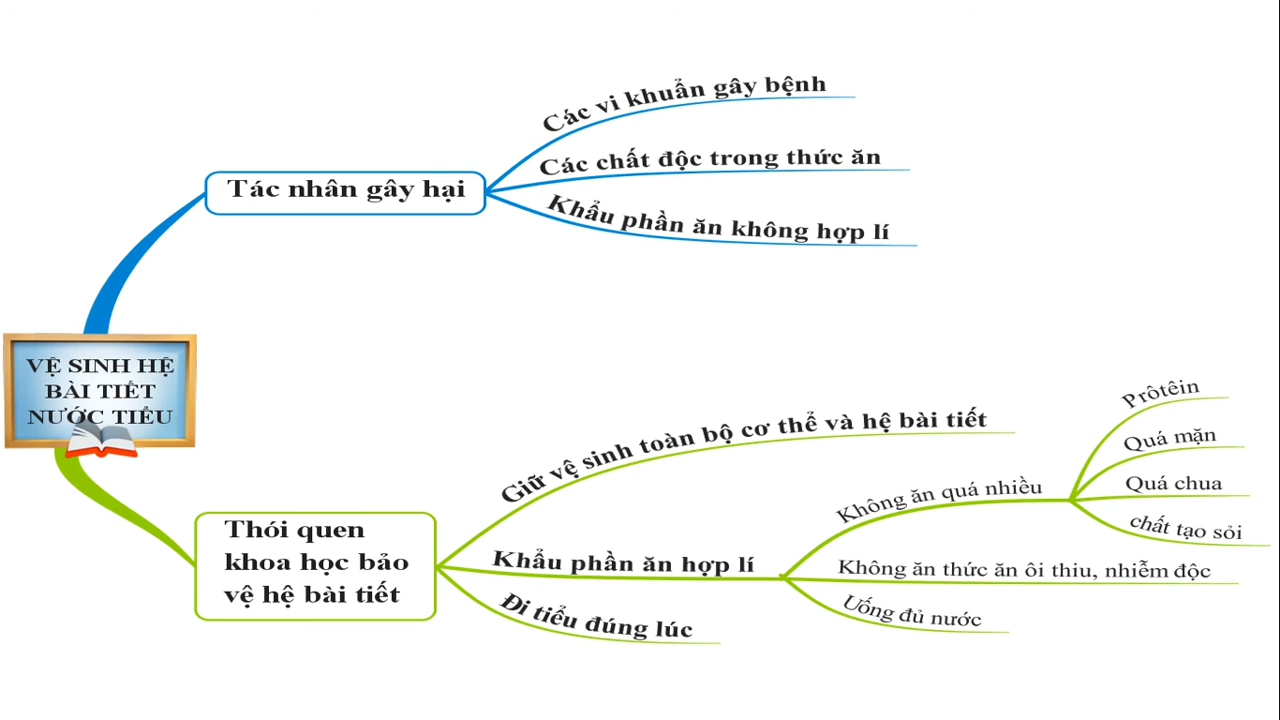 VỆ SINH HỆ
BÀI TIẾT
NƯỚC TIỂU
Tác nhân gây hại
Các vi khuẩn gây bệnh
Các chất độc trong thức ăn
Khẩu phần ăn không hợp lí
Thói quen
khoa học bảo
vệ hệ bài tiết
Giữ vệ sinh toàn bộ cơ thể và hệ bài tiết
Khẩu phần ăn hợp lí
Không ăn quá nhiều
Prôtêin
Quá mặn
Quá chua
chất tạo sỏi
Không ăn thức ăn ôi thiu, nhiễm độc
Uống đủ nước
Đi tiểu đúng lúc